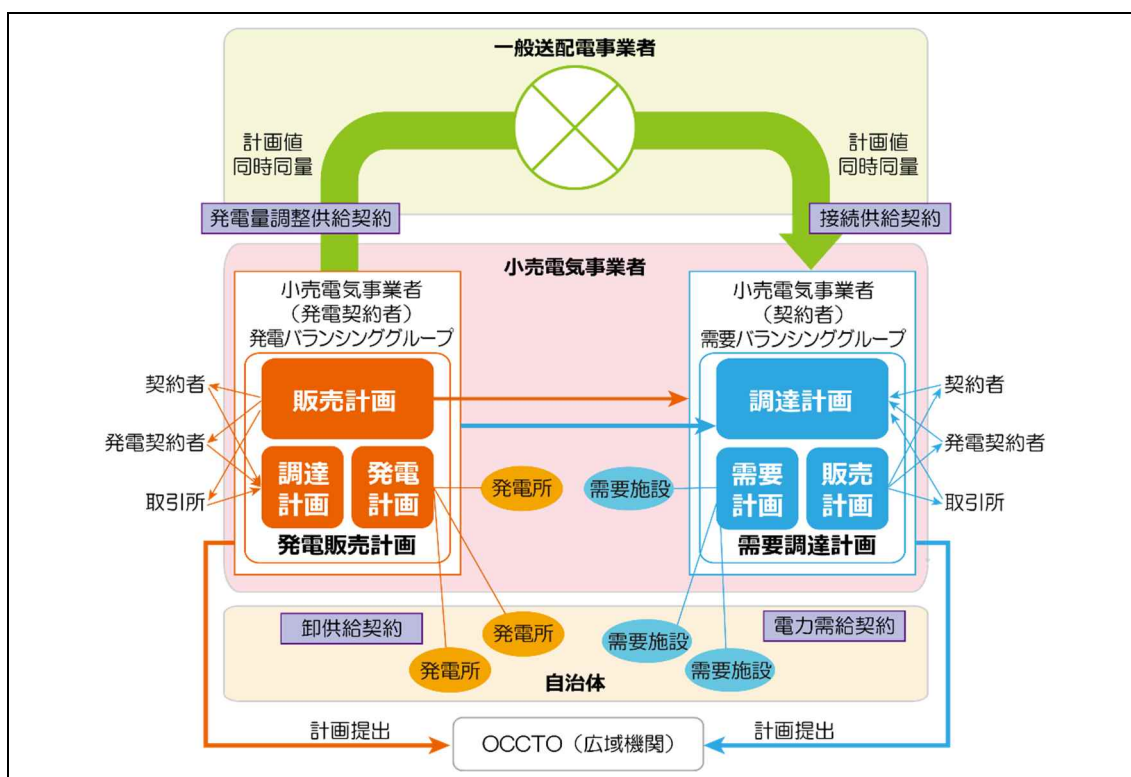 一般送配電事業者
計画値
同時同量
計画値
同時同量
発電量調整供給契約
接続供給契約
小売電気事業者
小売電気事業者
（発電契約者）
発電バランシンググループ
小売電気事業者
（契約者）
需要バランシンググループ
契約者
発電契約者
取引所
販売計画
調達
計画
発電
計画
発電販売計画
発電所
需要施設
調達計画
需要
計画
販売
計画
需要調達計画
契約者
発電契約者
取引所
卸供給契約
発電所
発電所
需要施設
需要施設
電力需給契約
自治体
計画提出
OCCTO（広域機関）
計画提出